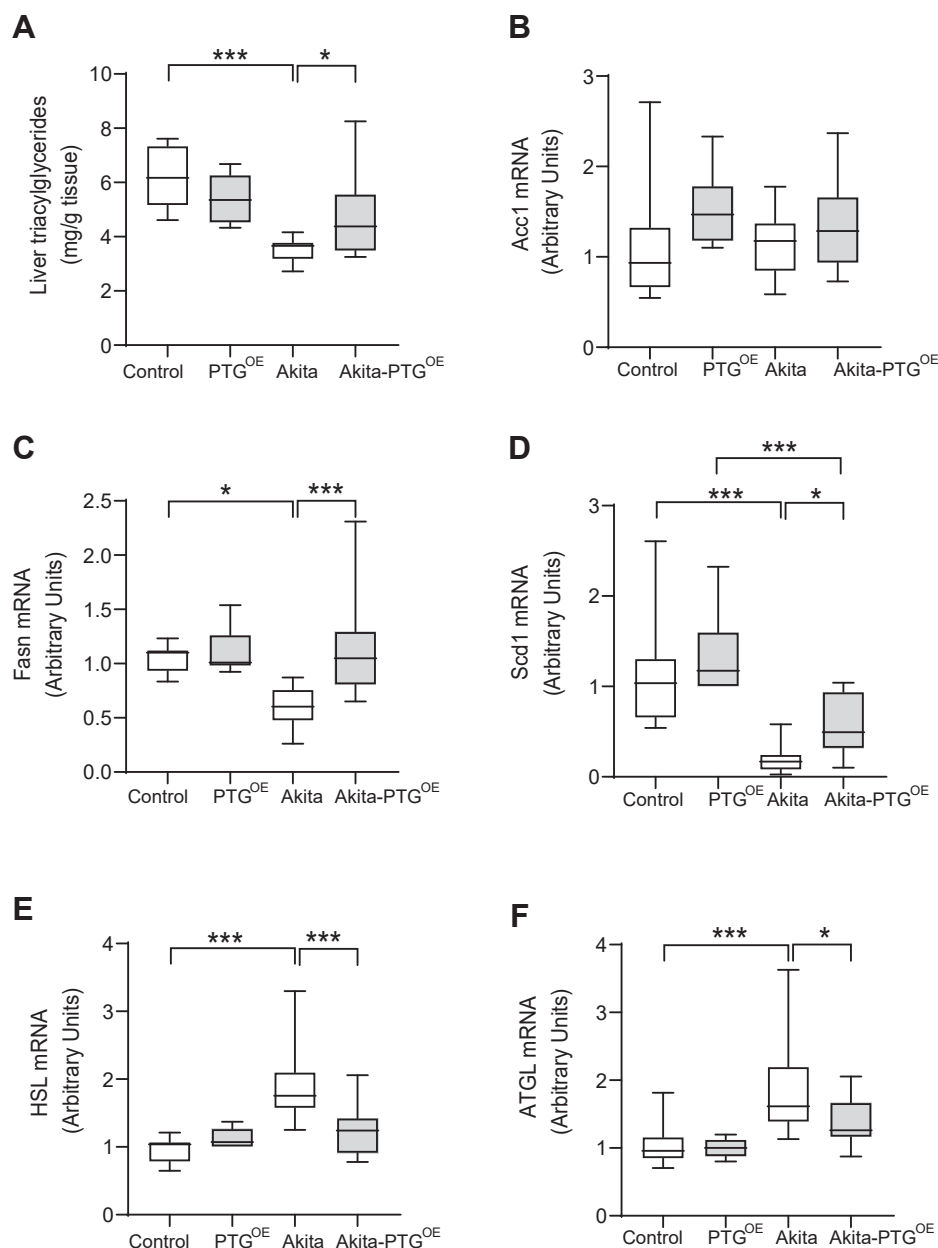 A
Liver triacylglycerides
(mg/g tissue)
*** *
10
8
6
4
2
0
Control PTG^OE Akita Akita-PTG^OE
B
Acc1 mRNA
(Arbitrary Units)
3
2
1
0
Control PTG^OE Akita Akita-PTG^OE
C
Fasn mRNA
(Arbitrary Units)
* ***
2.5
2.0
1.5
1.0
0.5
0.0
Control PTG^OE Akita Akita-PTG^OE
D
Scd1 mRNA
(Arbitrary Units)
***
*** *
3
2
1
0
Control PTG^OE Akita Akita-PTG^OE
E
HSL mRNA
(Arbitrary Units)
*** ***
4
3
2
1
0
Control PTG^OE Akita Akita-PTG^OE
F
ATGL mRNA
(Arbitrary Units)
*** *
4
3
2
1
0
Control PTG^OE Akita Akita-PTG^OE